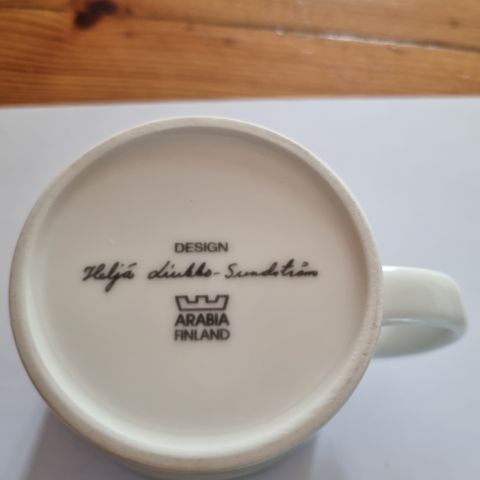 DESIGN
Heljä Liukko-Sundström
ARABIA
FINLAND